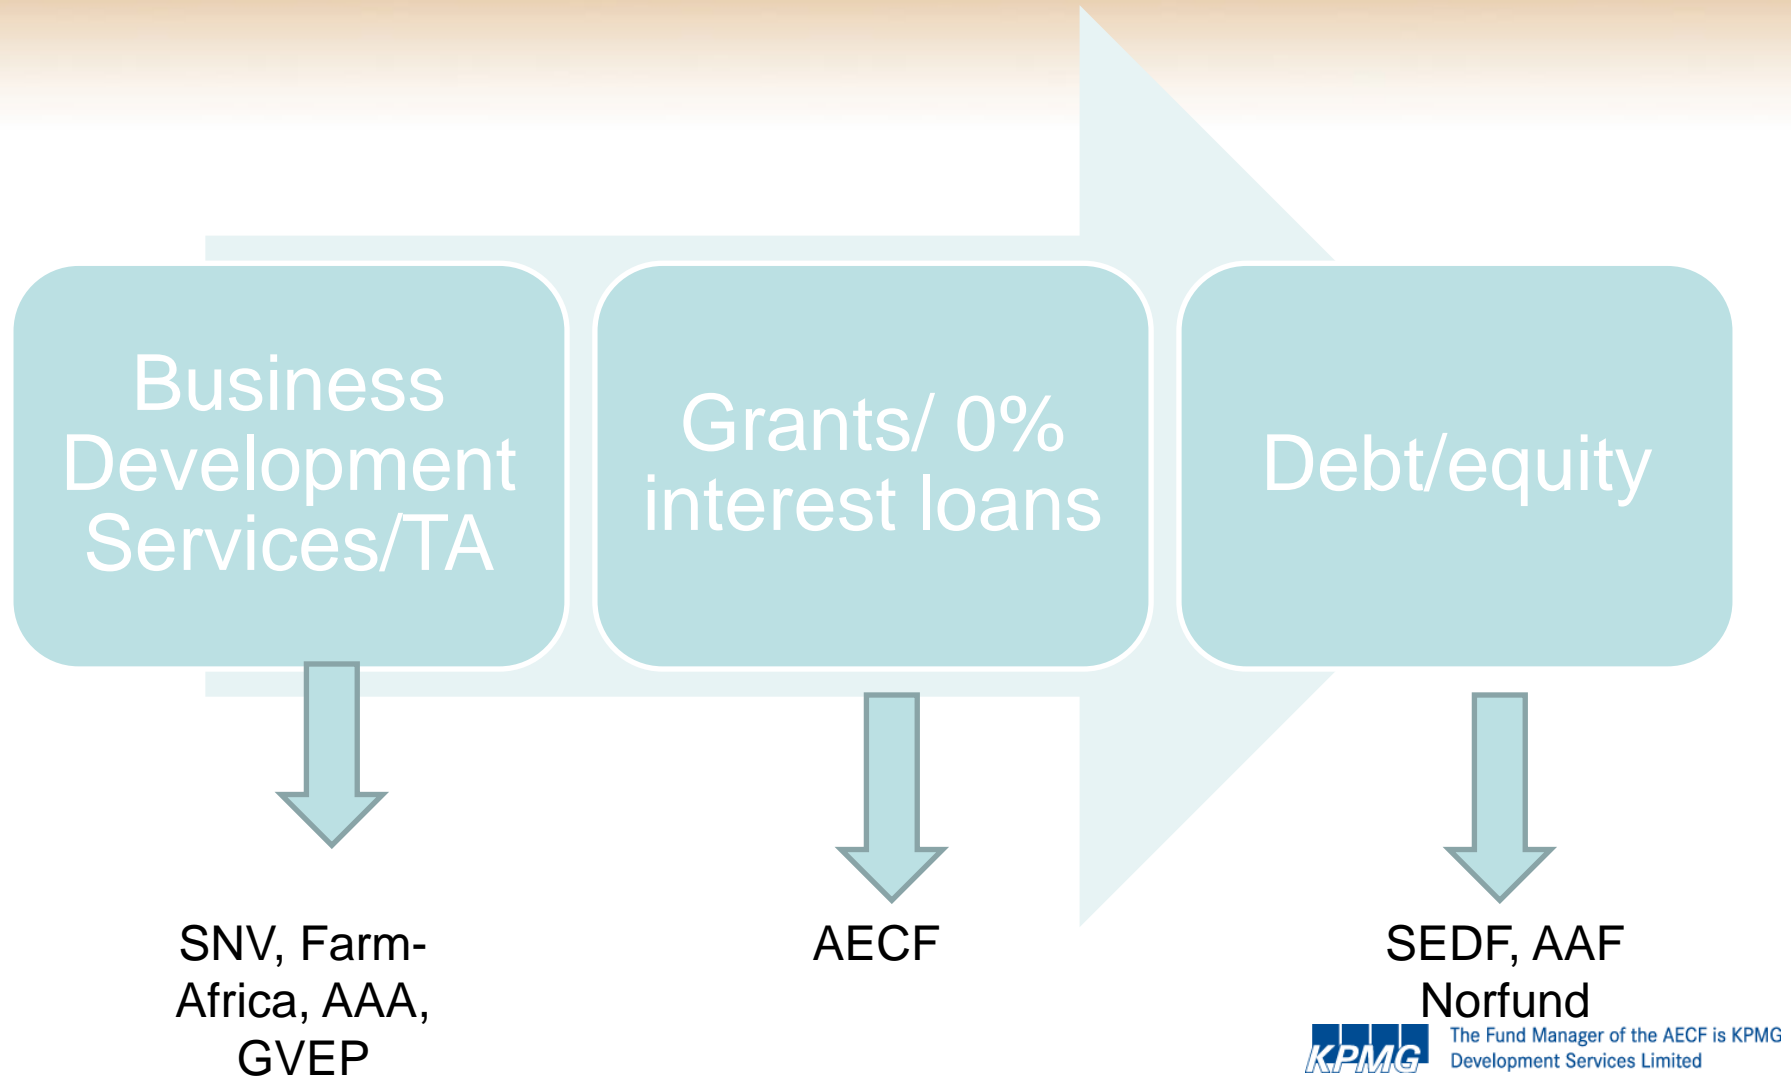 Business
Development
Services/TA
Grants/ 0%
interest loans
Debt/equity
SNV, Farm-
Africa, AAA,
GVEP
AECF
SEDF, AAF
Norfund
KPMG
The Fund Manager of the AECF is KPMG
Development Services Limited